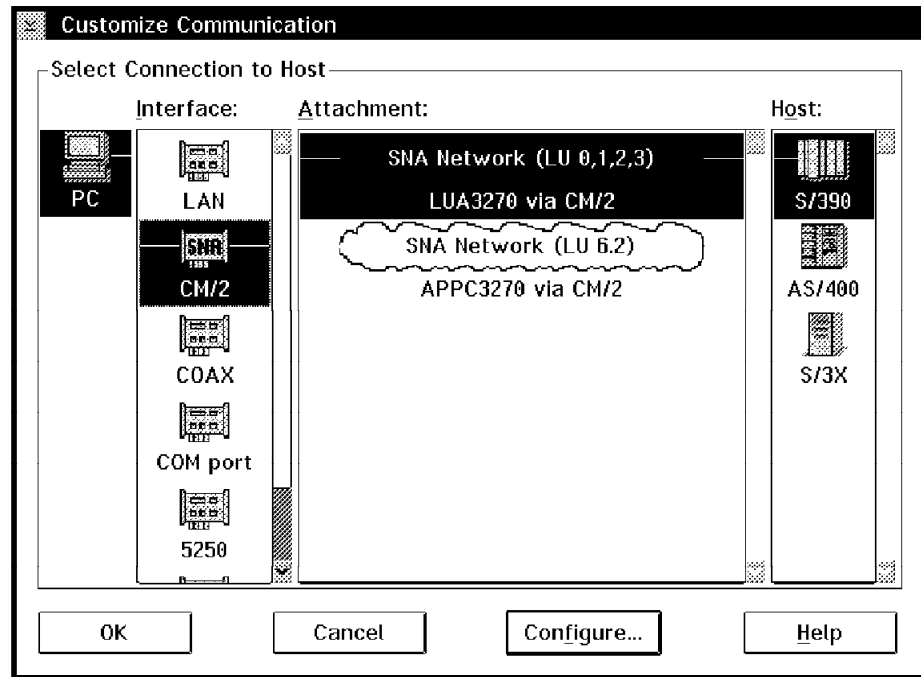 Customize Communication
Select Connection to Host
Interface:
Attachment:
Host:
PC
LAN
SNA
CM/2
COAX
COM port
5250
SNA Network (LU 0,1,2,3)
LUA3270 via CM/2
SNA Network (LU 6.2)
APPC3270 via CM/2
S/390
AS/400
S/3X
OK
Cancel
Configure...
Help